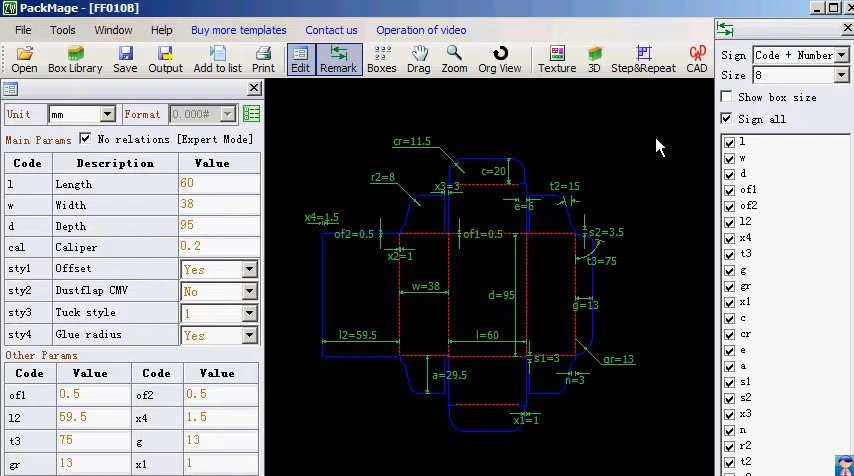 PackMage - [FF010B]
File Tools Window Help Buy more templates Contact us Operation of video
Open Box Library Save Output Add to list Print Edit Remark Boxes Drag Zoom Org View Texture 3D Step&Repeat CAD
Unit mm Format 0.000#
Main Params No relations [Expert Mode]
Code Description Value
l Length 60
w Width 38
d Depth 95
cal Caliper 0.2
sty1 Offset Yes
sty2 Dustflap CMV No
sty3 Tuck style 1
sty4 Glue radius Yes
Other Params
Code Value Code Value
of1 0.5 of2 0.5
l2 59.5 x4 1.5
t3 75 g 13
gr 13 x1 1
cr=11.5
c=20
r2=8
x3=3
t2=15
e=6
x4=1.5
of2=0.5
of1=0.5
s2=3.5
x2=1
t3=75
w=38
d=95
g=13
l2=59.5
l=60
s1=3
gr=13
a=29.5
n=3
x1=1
Sign Code + Number
Size 8
Show box size
Sign all
l
w
d
of1
of2
l2
x4
t3
g
gr
x1
c
cr
e
a
s1
s2
x3
n
r2
t2